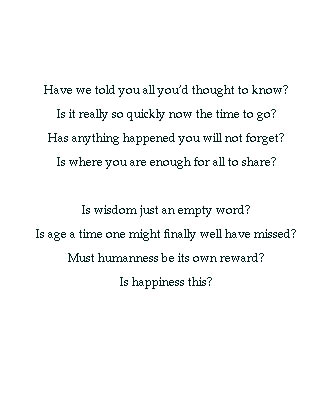 Have we told you all you'd thought to know?
Is it really so quickly now the time to go?
Has anything happened you will not forget?
Is where you are enough for all to share?

Is wisdom just an empty word?
Is age a time one might finally well have missed?
Must humanness be its own reward?
Is happiness this?